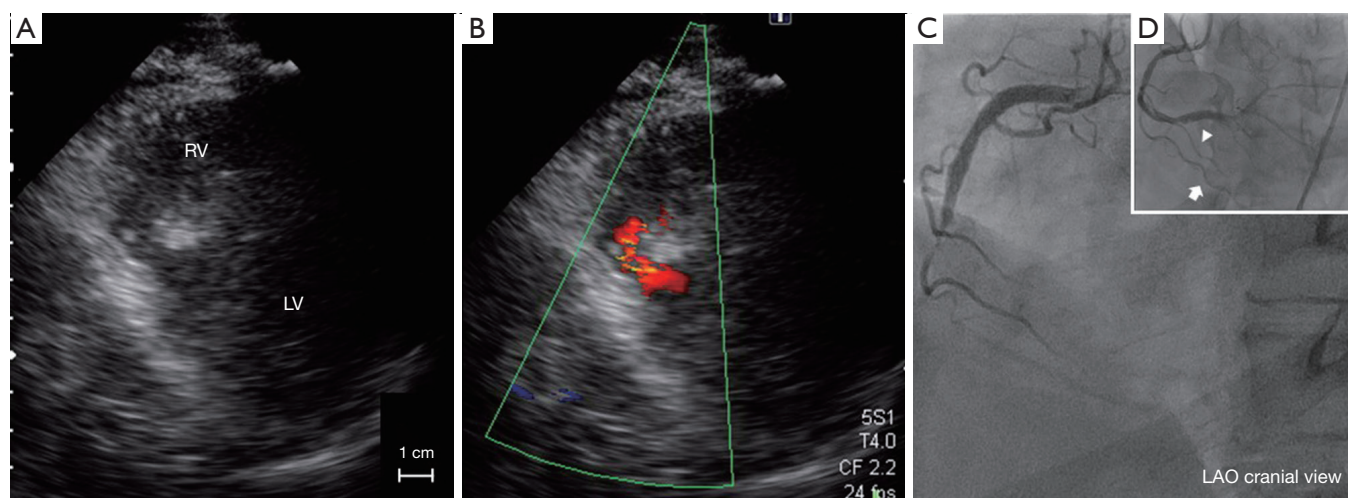 A
RV
LV
1 cm
B
5S1
T4.0
CF 2.2
24 fps
C
D
LAO cranial view